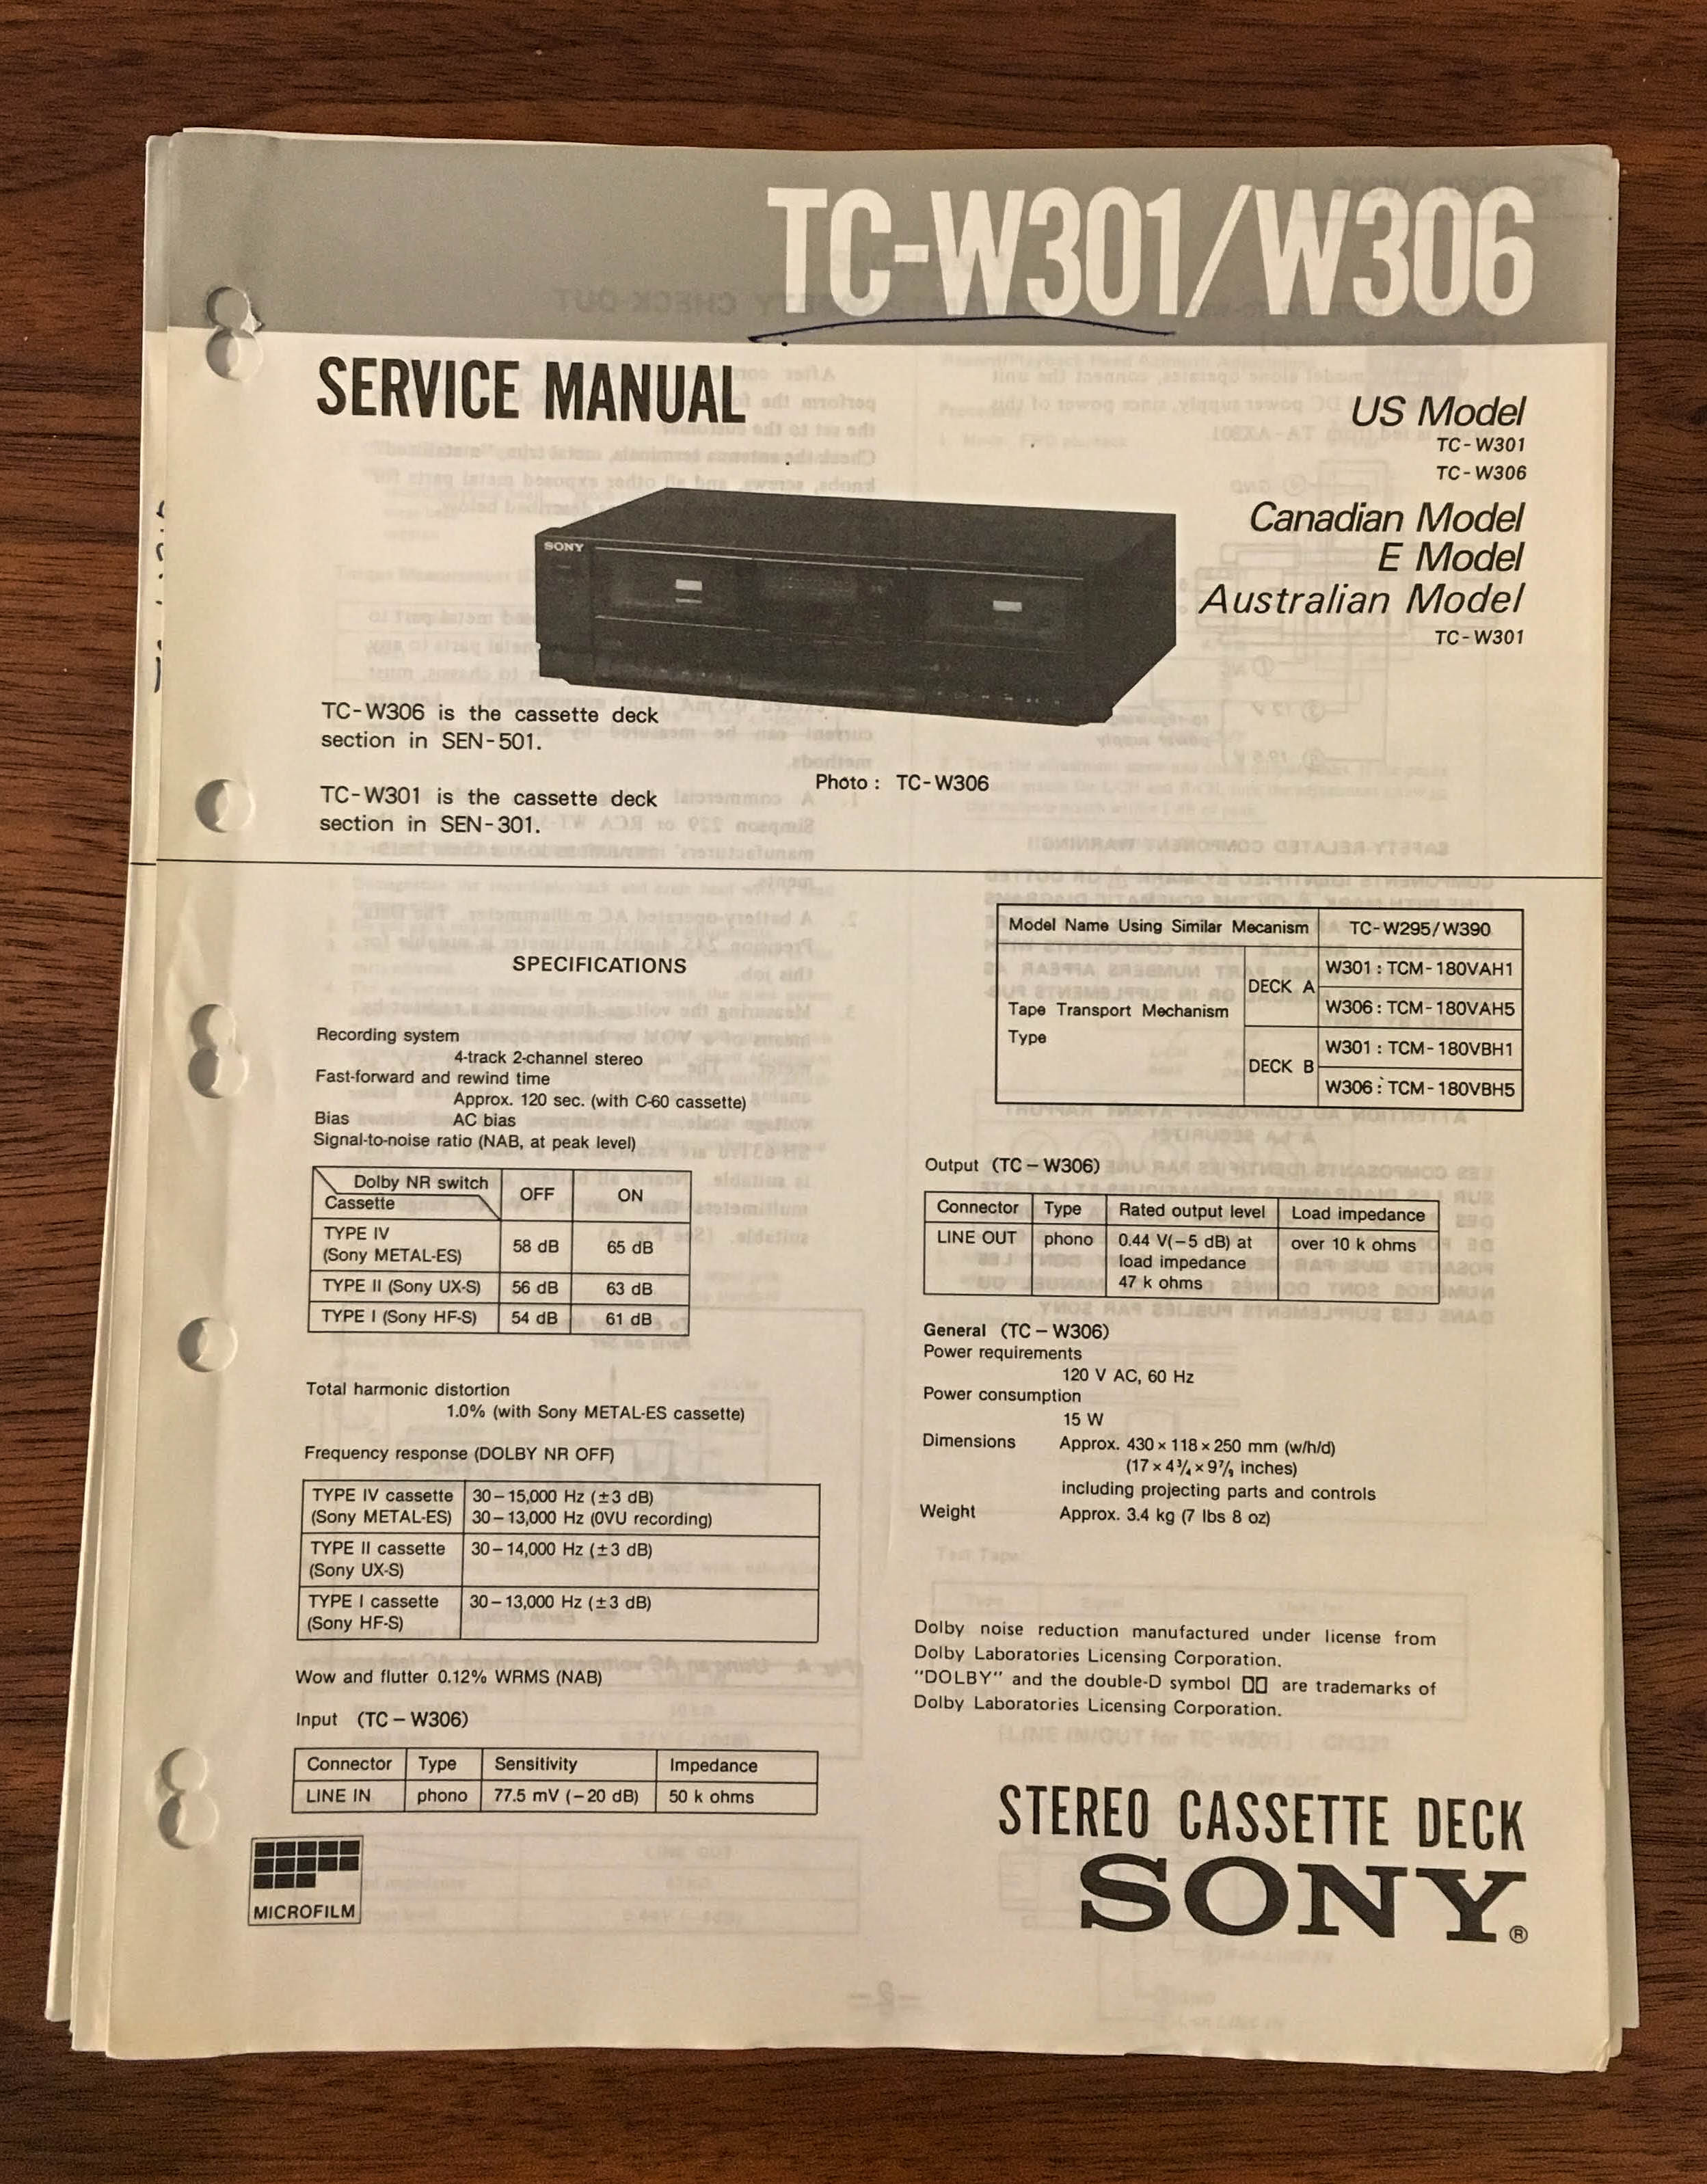 TC-W301/W306
SERVICE MANUAL
US Model
TC-W301
TC-W306
Canadian Model
E Model
Australian Model
TC-W301
SONY
TC-W306 is the cassette deck
section in SEN-501.
TC-W301 is the cassette deck
section in SEN-301.
Photo : TC-W306
Model Name Using Similar Mecanism TC-W295/W390
Tape Transport Mechanism
Type
DECK A
W301 : TCM-180VAH1
W306 : TCM-180VAH5
DECK B
W301 : TCM-180VBH1
W306 : TCM-180VBH5
SPECIFICATIONS
Recording system
4-track 2-channel stereo
Fast-forward and rewind time
Approx. 120 sec. (with C-60 cassette)
Bias AC bias
Signal-to-noise ratio (NAB, at peak level)
Dolby NR switch
Cassette
OFF ON
TYPE IV
(Sony METAL-ES)
58 dB 65 dB
TYPE II (Sony UX-S) 56 dB 63 dB
TYPE I (Sony HF-S) 54 dB 61 dB
Total harmonic distortion
1.0% (with Sony METAL-ES cassette)
Frequency response (DOLBY NR OFF)
TYPE IV cassette 30–15,000 Hz (±3 dB)
(Sony METAL-ES) 30–13,000 Hz (0VU recording)
TYPE II cassette 30–14,000 Hz (±3 dB)
(Sony UX-S)
TYPE I cassette 30–13,000 Hz (±3 dB)
(Sony HF-S)
Wow and flutter 0.12% WRMS (NAB)
Input (TC–W306)
Connector Type Sensitivity Impedance
LINE IN phono 77.5 mV (–20 dB) 50 k ohms
MICROFILM
Output (TC–W306)
Connector Type Rated output level Load impedance
LINE OUT phono 0.44 V(–5 dB) at over 10 k ohms
load impedance
47 k ohms
General (TC–W306)
Power requirements
120 V AC, 60 Hz
Power consumption
15 W
Dimensions Approx. 430 × 118 × 250 mm (w/h/d)
(17 × 4¾ × 9⅞ inches)
including projecting parts and controls
Weight Approx. 3.4 kg (7 lbs 8 oz)
Dolby noise reduction manufactured under license from
Dolby Laboratories Licensing Corporation.
"DOLBY" and the double-D symbol are trademarks of
Dolby Laboratories Licensing Corporation.
STEREO CASSETTE DECK
SONY®